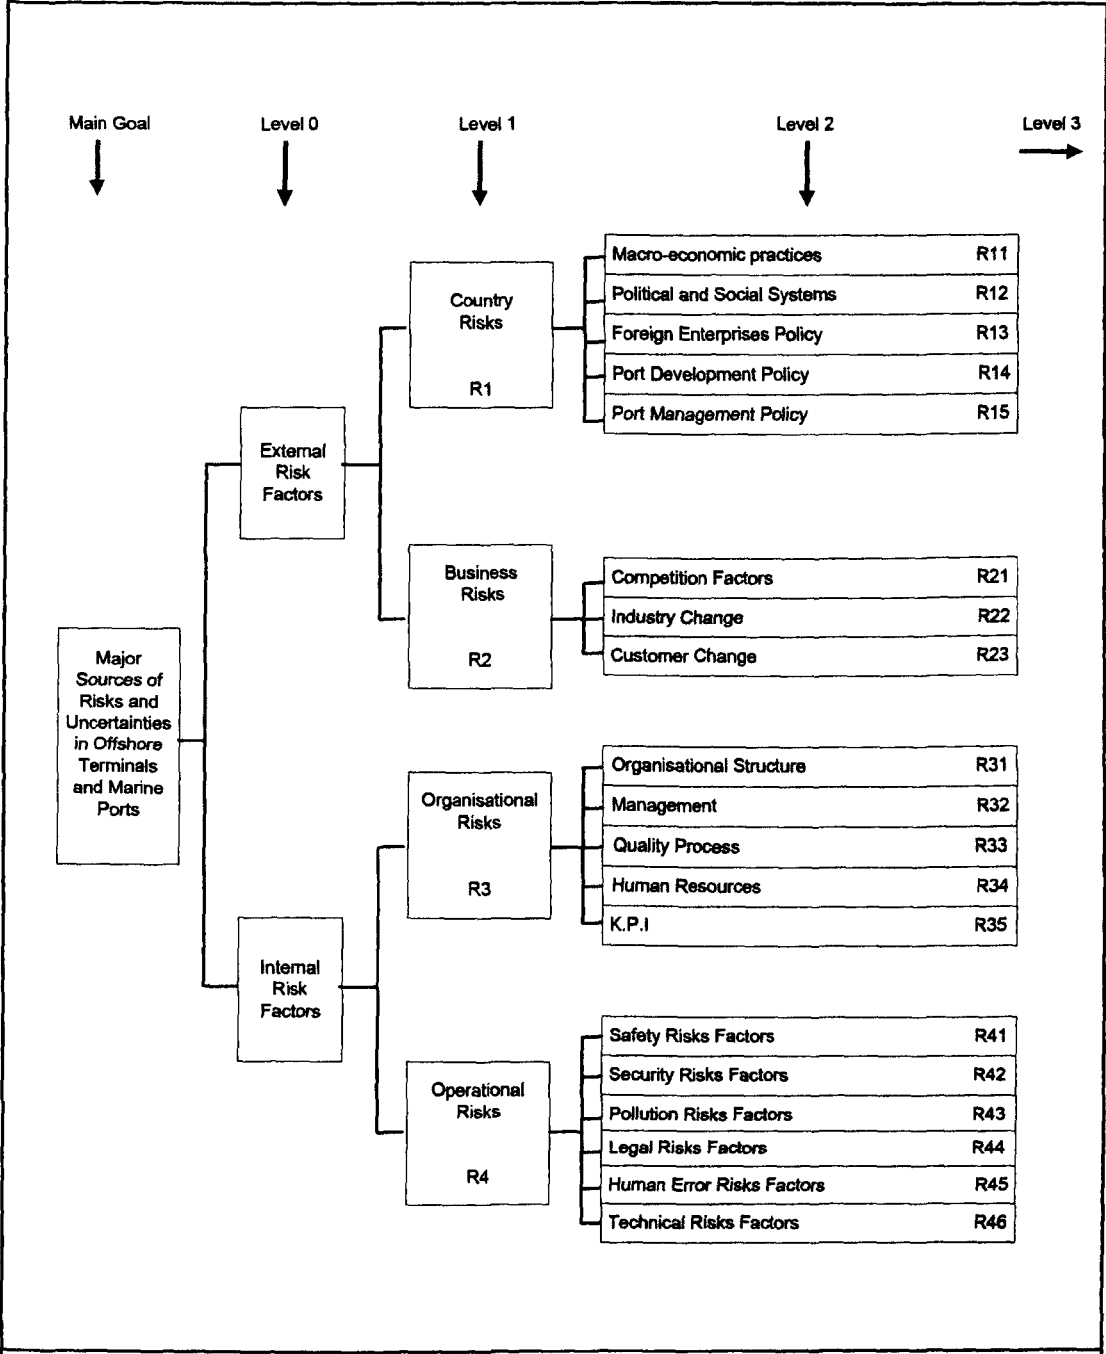 Main Goal
Level 0
Level 1
Level 2
Level 3
Major
Sources of
Risks and
Uncertainties
in Offshore
Terminals
and Marine
Ports
External
Risk
Factors
Country
Risks
R1
Macro-economic practices R11
Political and Social Systems R12
Foreign Enterprises Policy R13
Port Development Policy R14
Port Management Policy R15
Business
Risks
R2
Competition Factors R21
Industry Change R22
Customer Change R23
Internal
Risk
Factors
Organisational
Risks
R3
Organisational Structure R31
Management R32
Quality Process R33
Human Resources R34
K.P.I R35
Operational
Risks
R4
Safety Risks Factors R41
Security Risks Factors R42
Pollution Risks Factors R43
Legal Risks Factors R44
Human Error Risks Factors R45
Technical Risks Factors R46